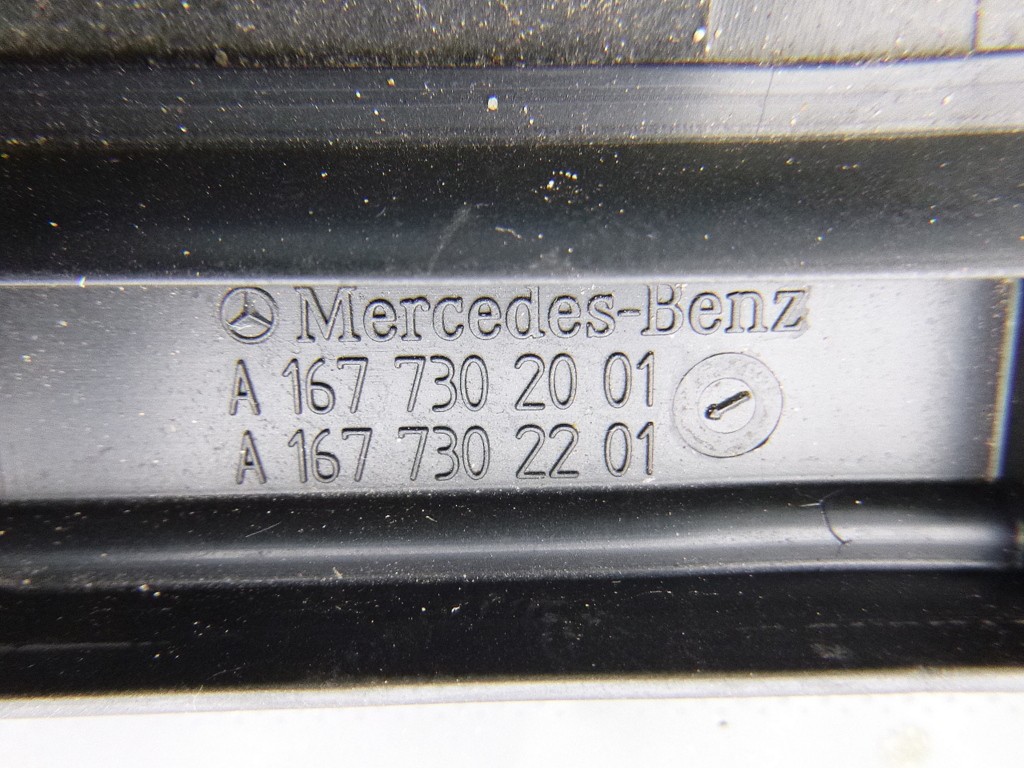 Mercedes-Benz
A 167 730 20 01
A 167 730 22 01